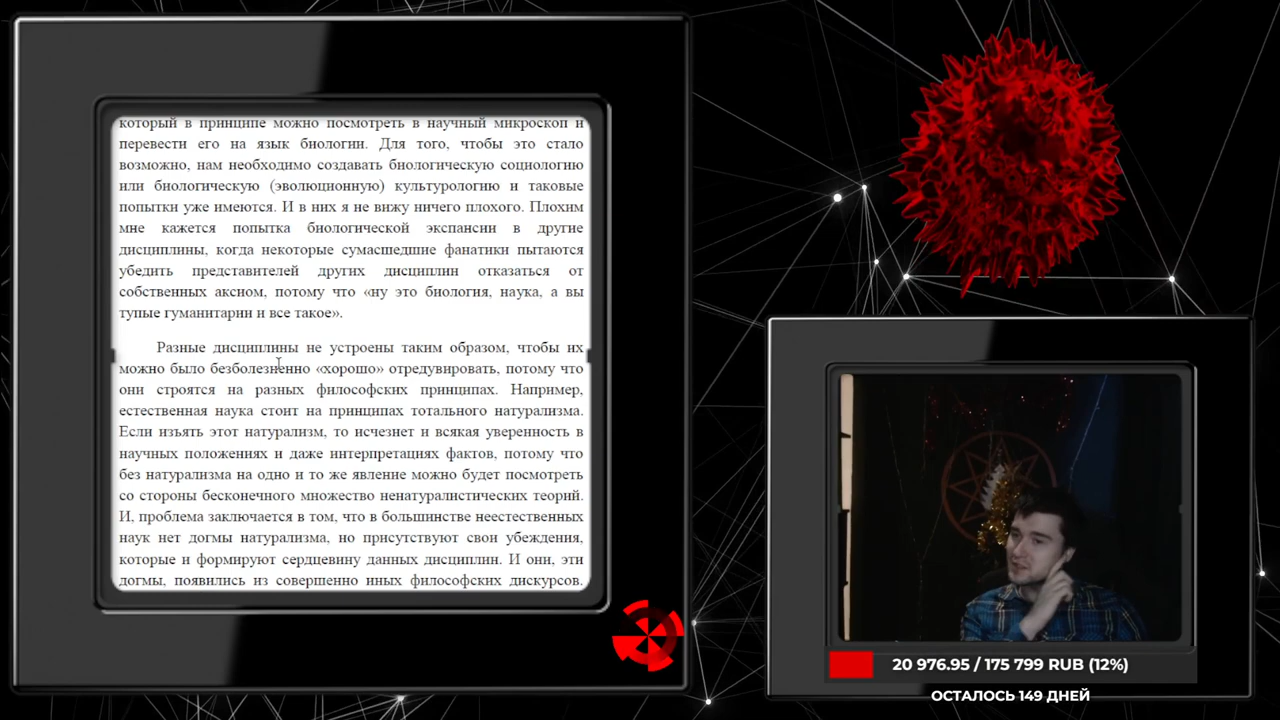 который в принципе можно посмотреть в научный микроскоп и
перевести его на язык биологии. Для того, чтобы это стало
возможно, нам необходимо создавать биологическую социологию
или биологическую (эволюционную) культурологию и таковые
попытки уже имеются. И в них я не вижу ничего плохого. Плохим
мне кажется попытка биологической экспансии в другие
дисциплины, когда некоторые сумасшедшие фанатики пытаются
убедить представителей других дисциплин отказаться от
собственных аксиом, потому что «ну это биология, наука, а вы
тупые гуманитарии и все такое».
Разные дисциплины не устроены таким образом, чтобы их
можно было безболезненно «хорошо» отредувировать, потому что
они строятся на разных философских принципах. Например,
естественная наука стоит на принципах тотального натурализма.
Если изъять этот натурализм, то исчезнет и всякая уверенность в
научных положениях и даже интерпретациях фактов, потому что
без натурализма на одно и то же явление можно будет посмотреть
со стороны бесконечного множество ненатуралистических теорий.
И, проблема заключается в том, что в большинстве неестественных
наук нет догмы натурализма, но присутствуют свои убеждения,
которые и формируют сердцевину данных дисциплин. И они, эти
догмы, появились из совершенно иных философских дискурсов.
20 976.95 / 175 799 RUB (12%)
ОСТАЛОСЬ 149 ДНЕЙ